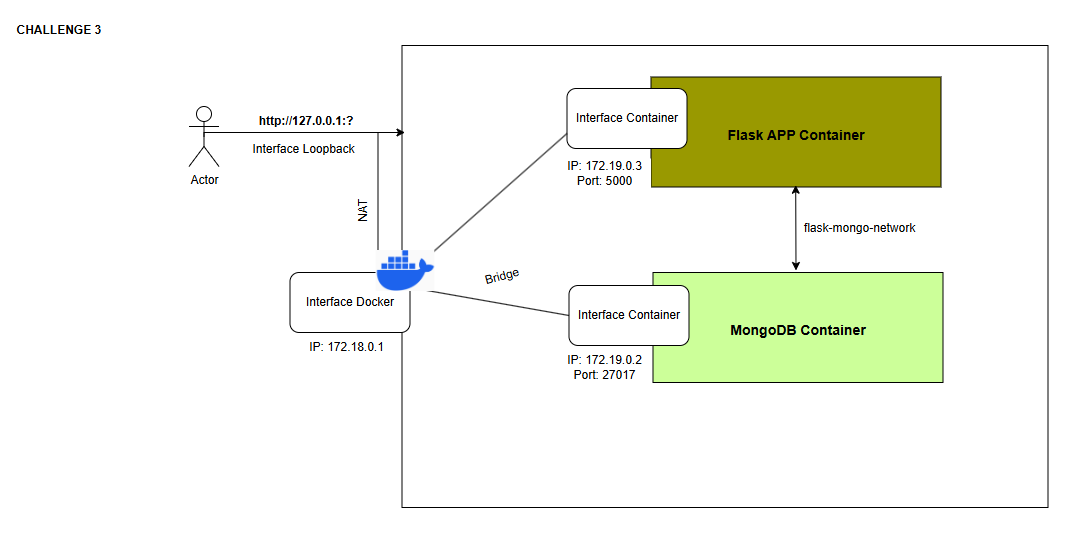 CHALLENGE 3
http://127.0.0.1:?
Interface Loopback
Actor
NAT
Interface Docker
IP: 172.18.0.1
Bridge
Interface Container
IP: 172.19.0.3
Port: 5000
Flask APP Container
flask-mongo-network
Interface Container
IP: 172.19.0.2
Port: 27017
MongoDB Container